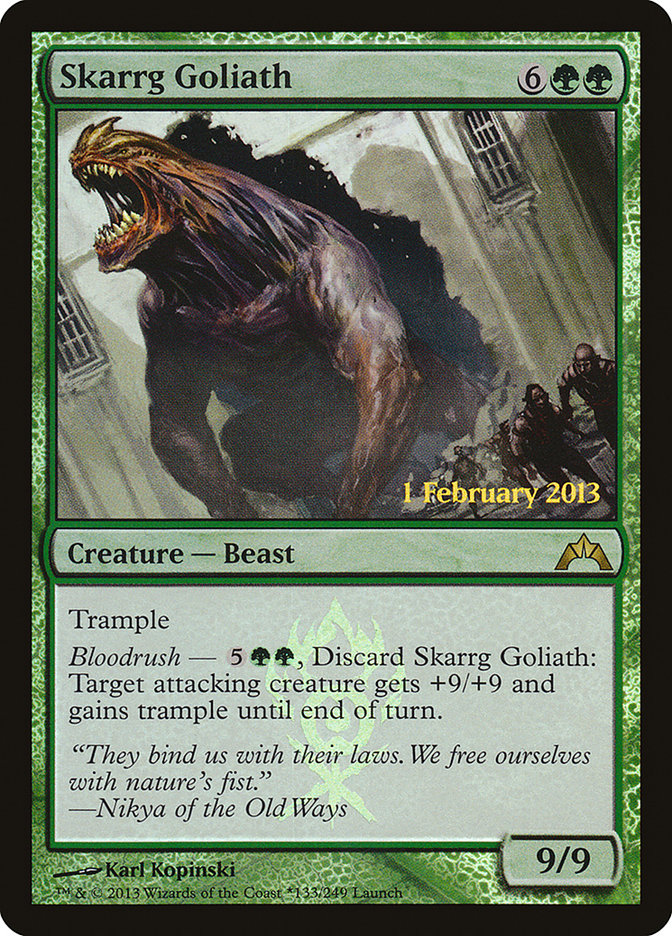 Skarrg Goliath 6
1 February 2013
Creature — Beast
Trample
Bloodrush — 5, Discard Skarrg Goliath:
Target attacking creature gets +9/+9 and
gains trample until end of turn.
“They bind us with their laws. We free ourselves
with nature’s fist.”
—Nikya of the Old Ways
9/9
Karl Kopinski
™ & © 2013 Wizards of the Coast *133/249 Launch